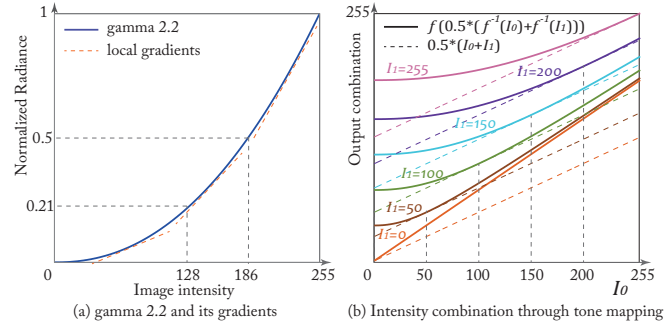 1
gamma 2.2
local gradients
Normalized Radiance
0.5
0.21
0
128 186 255
Image intensity
(a) gamma 2.2 and its gradients
255
f(0.5*(f⁻¹(I₀)+f⁻¹(I₁)))
0.5*(I₀+I₁)
Output combination
I₁=255
I₁=200
I₁=150
I₁=100
I₁=50
I₁=0
0 50 100 150 200 255
I₀
(b) Intensity combination through tone mapping